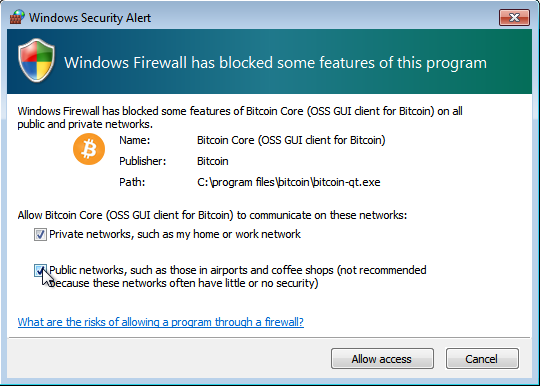 Windows Security Alert
Windows Firewall has blocked some features of this program
Windows Firewall has blocked some features of Bitcoin Core (OSS GUI client for Bitcoin) on all
public and private networks.
Name: Bitcoin Core (OSS GUI client for Bitcoin)
Publisher: Bitcoin
Path: C:\program files\bitcoin\bitcoin-qt.exe
Allow Bitcoin Core (OSS GUI client for Bitcoin) to communicate on these networks:
Private networks, such as my home or work network
Public networks, such as those in airports and coffee shops (not recommended
because these networks often have little or no security)
What are the risks of allowing a program through a firewall?
Allow access Cancel